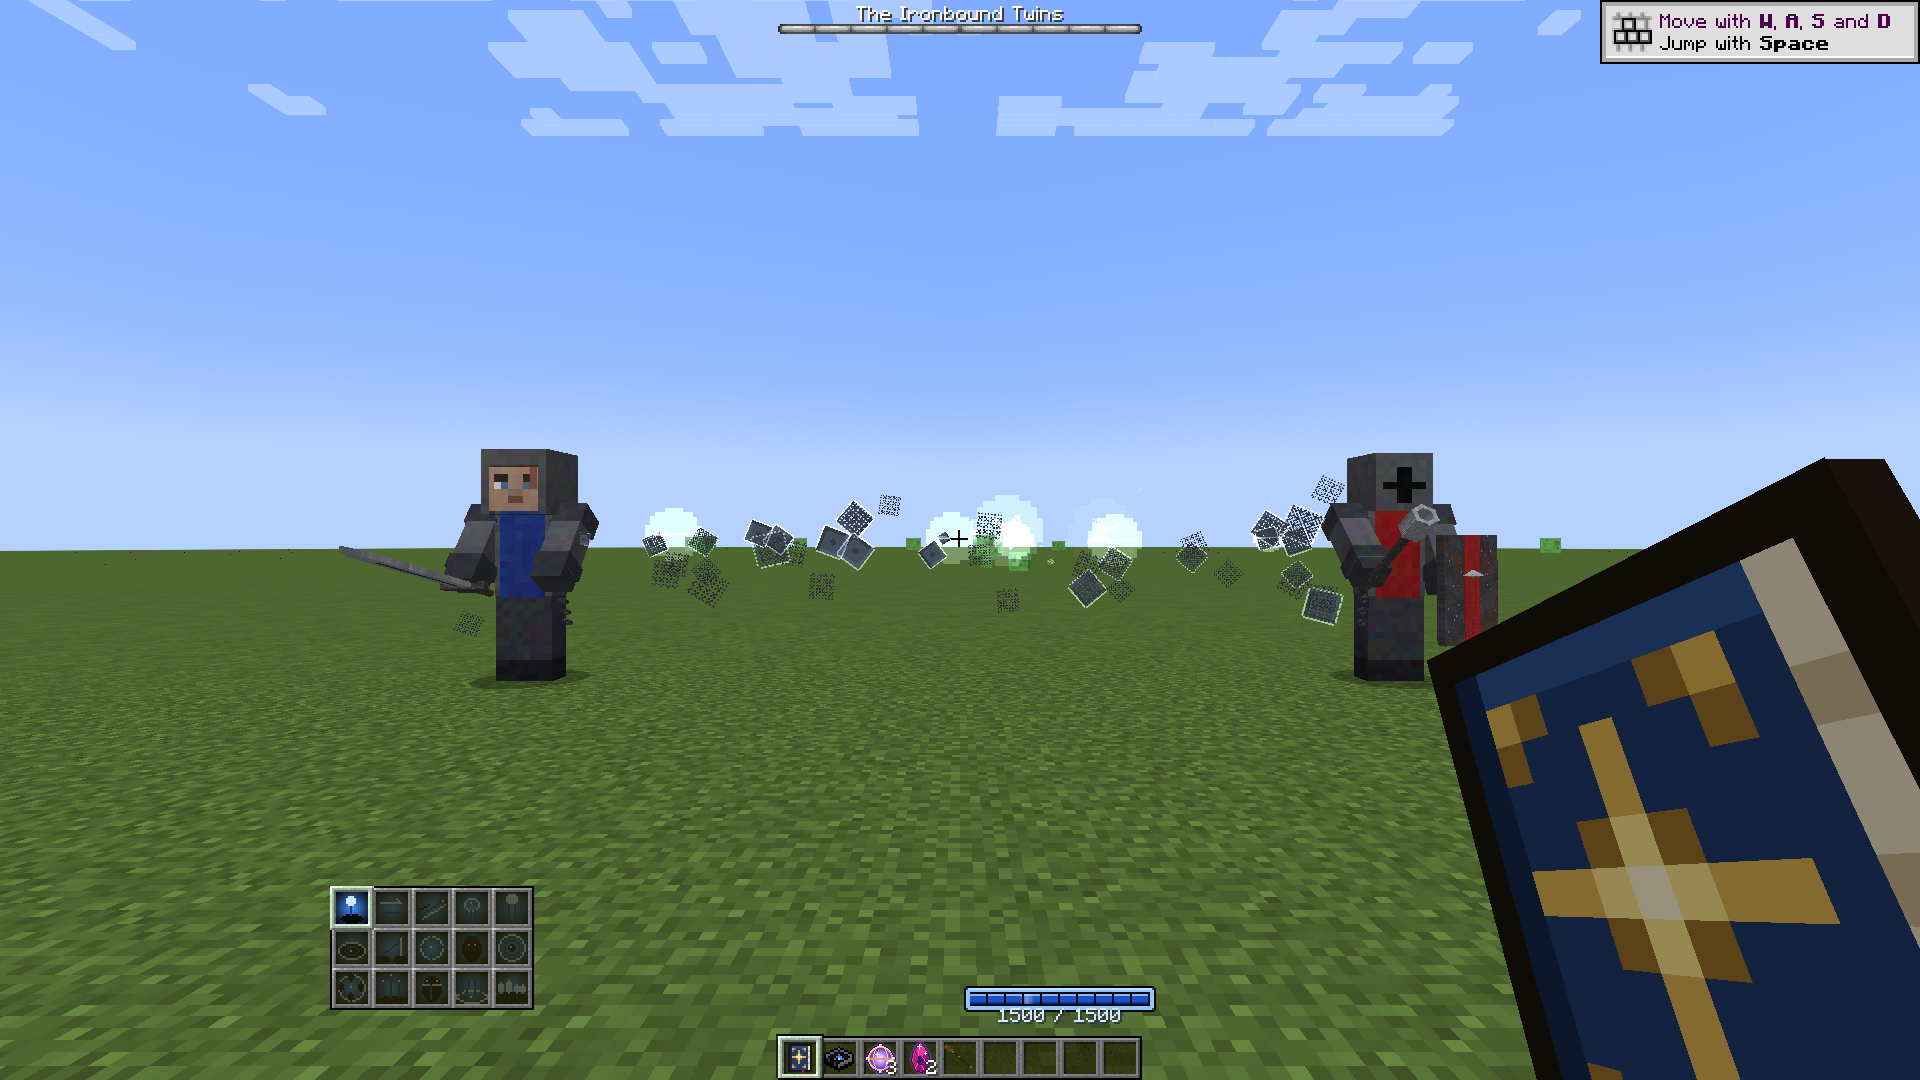 The Ironbound Twins
Move with W, A, S and D
Jump with Space
1500 / 1500
3
2